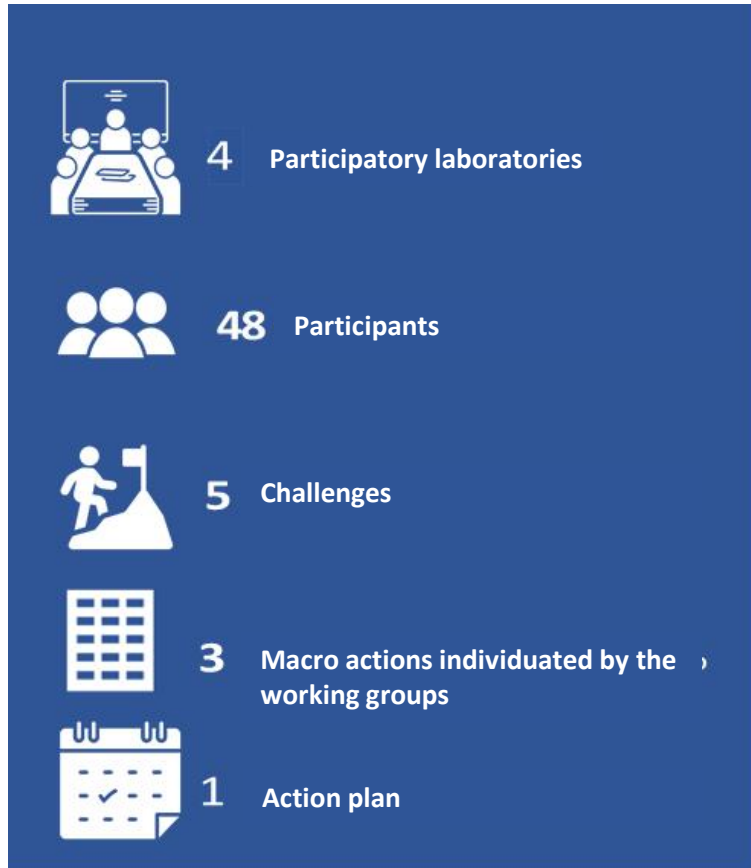 4 Participatory laboratories
48 Participants
5 Challenges
3 Macro actions individuated by the
working groups
1 Action plan